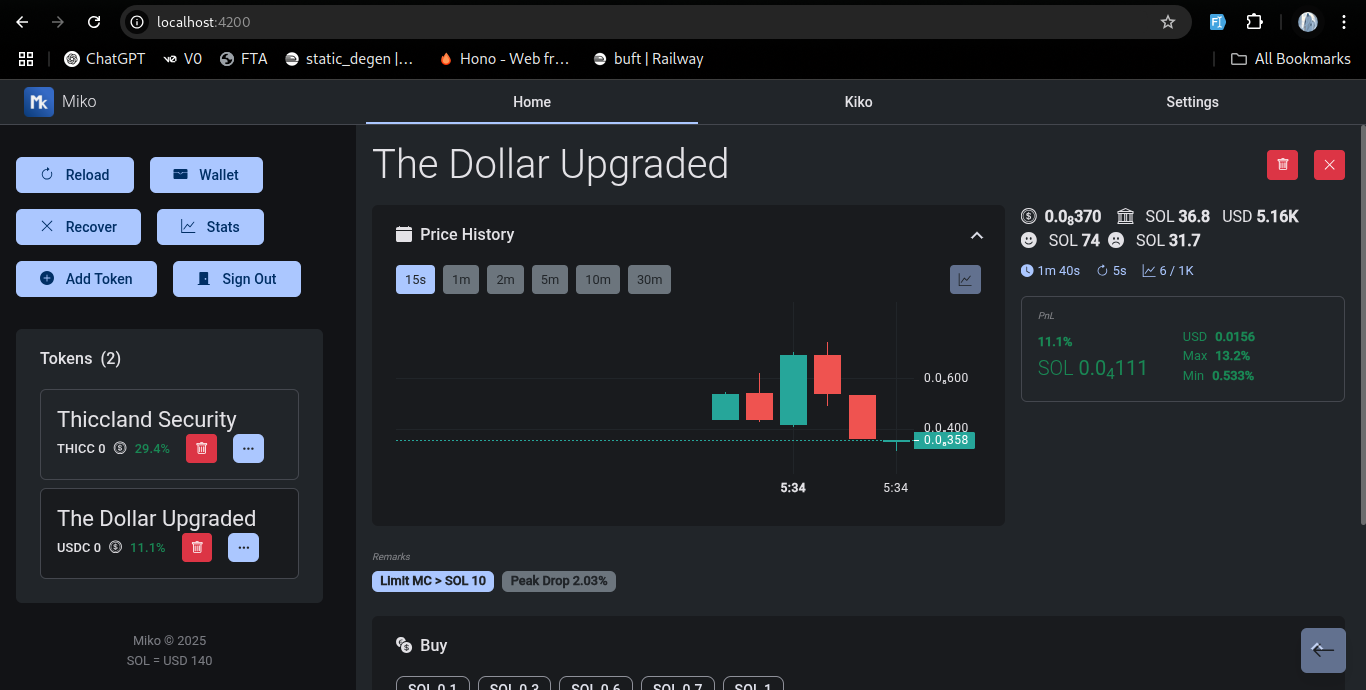 localhost:4200
ChatGPT V0 FTA static_degen |... Hono - Web fr... buft | Railway All Bookmarks
Mk Miko Home Kiko Settings
Reload Wallet
Recover Stats
Add Token Sign Out
Tokens (2)
Thiccland Security
THICC 0 29.4%
The Dollar Upgraded
USDC 0 11.1%
Miko © 2025
SOL = USD 140
The Dollar Upgraded
Price History
15s 1m 2m 5m 10m 30m
0.0₈600
0.0₈400
0.0₈358
5:34 5:34
0.0₈370 SOL 36.8 USD 5.16K
SOL 74 SOL 31.7
1m 40s 5s 6 / 1K
PnL
11.1%
SOL 0.0₄111
USD 0.0156
Max 13.2%
Min 0.533%
Remarks
Limit MC > SOL 10 Peak Drop 2.03%
Buy
SOL 0.1 SOL 0.3 SOL 0.6 SOL 0.7 SOL 1